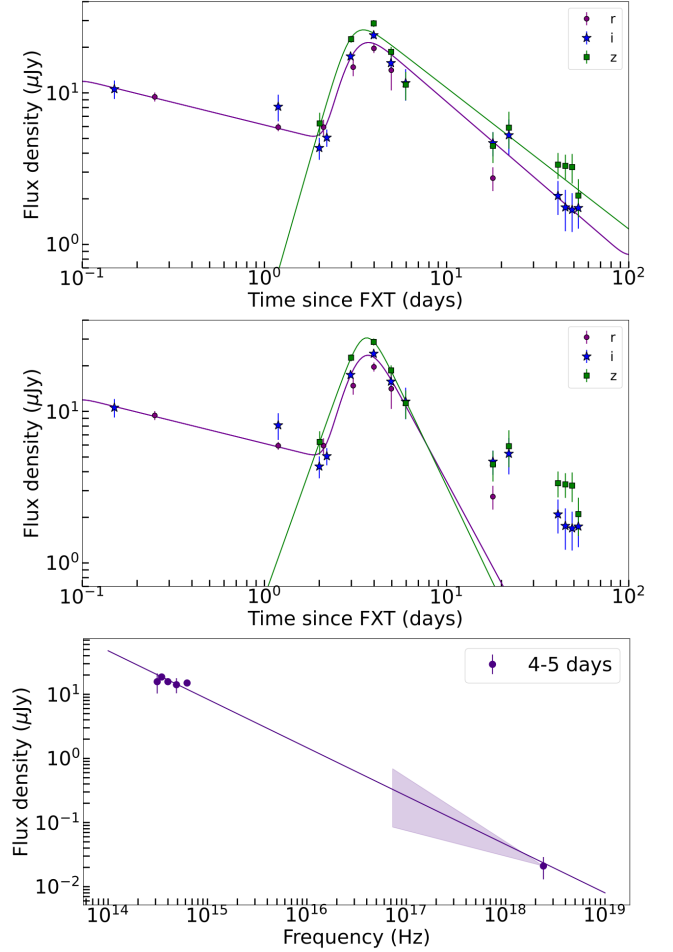 r
i
z
10¹
10⁰
Flux density (μJy)
10⁻¹ 10⁰ 10¹ 10²
Time since FXT (days)
r
i
z
10¹
10⁰
Flux density (μJy)
10⁻¹ 10⁰ 10¹ 10²
Time since FXT (days)
4-5 days
10¹
10⁰
10⁻¹
10⁻²
Flux density (μJy)
10¹⁴ 10¹⁵ 10¹⁶ 10¹⁷ 10¹⁸ 10¹⁹
Frequency (Hz)